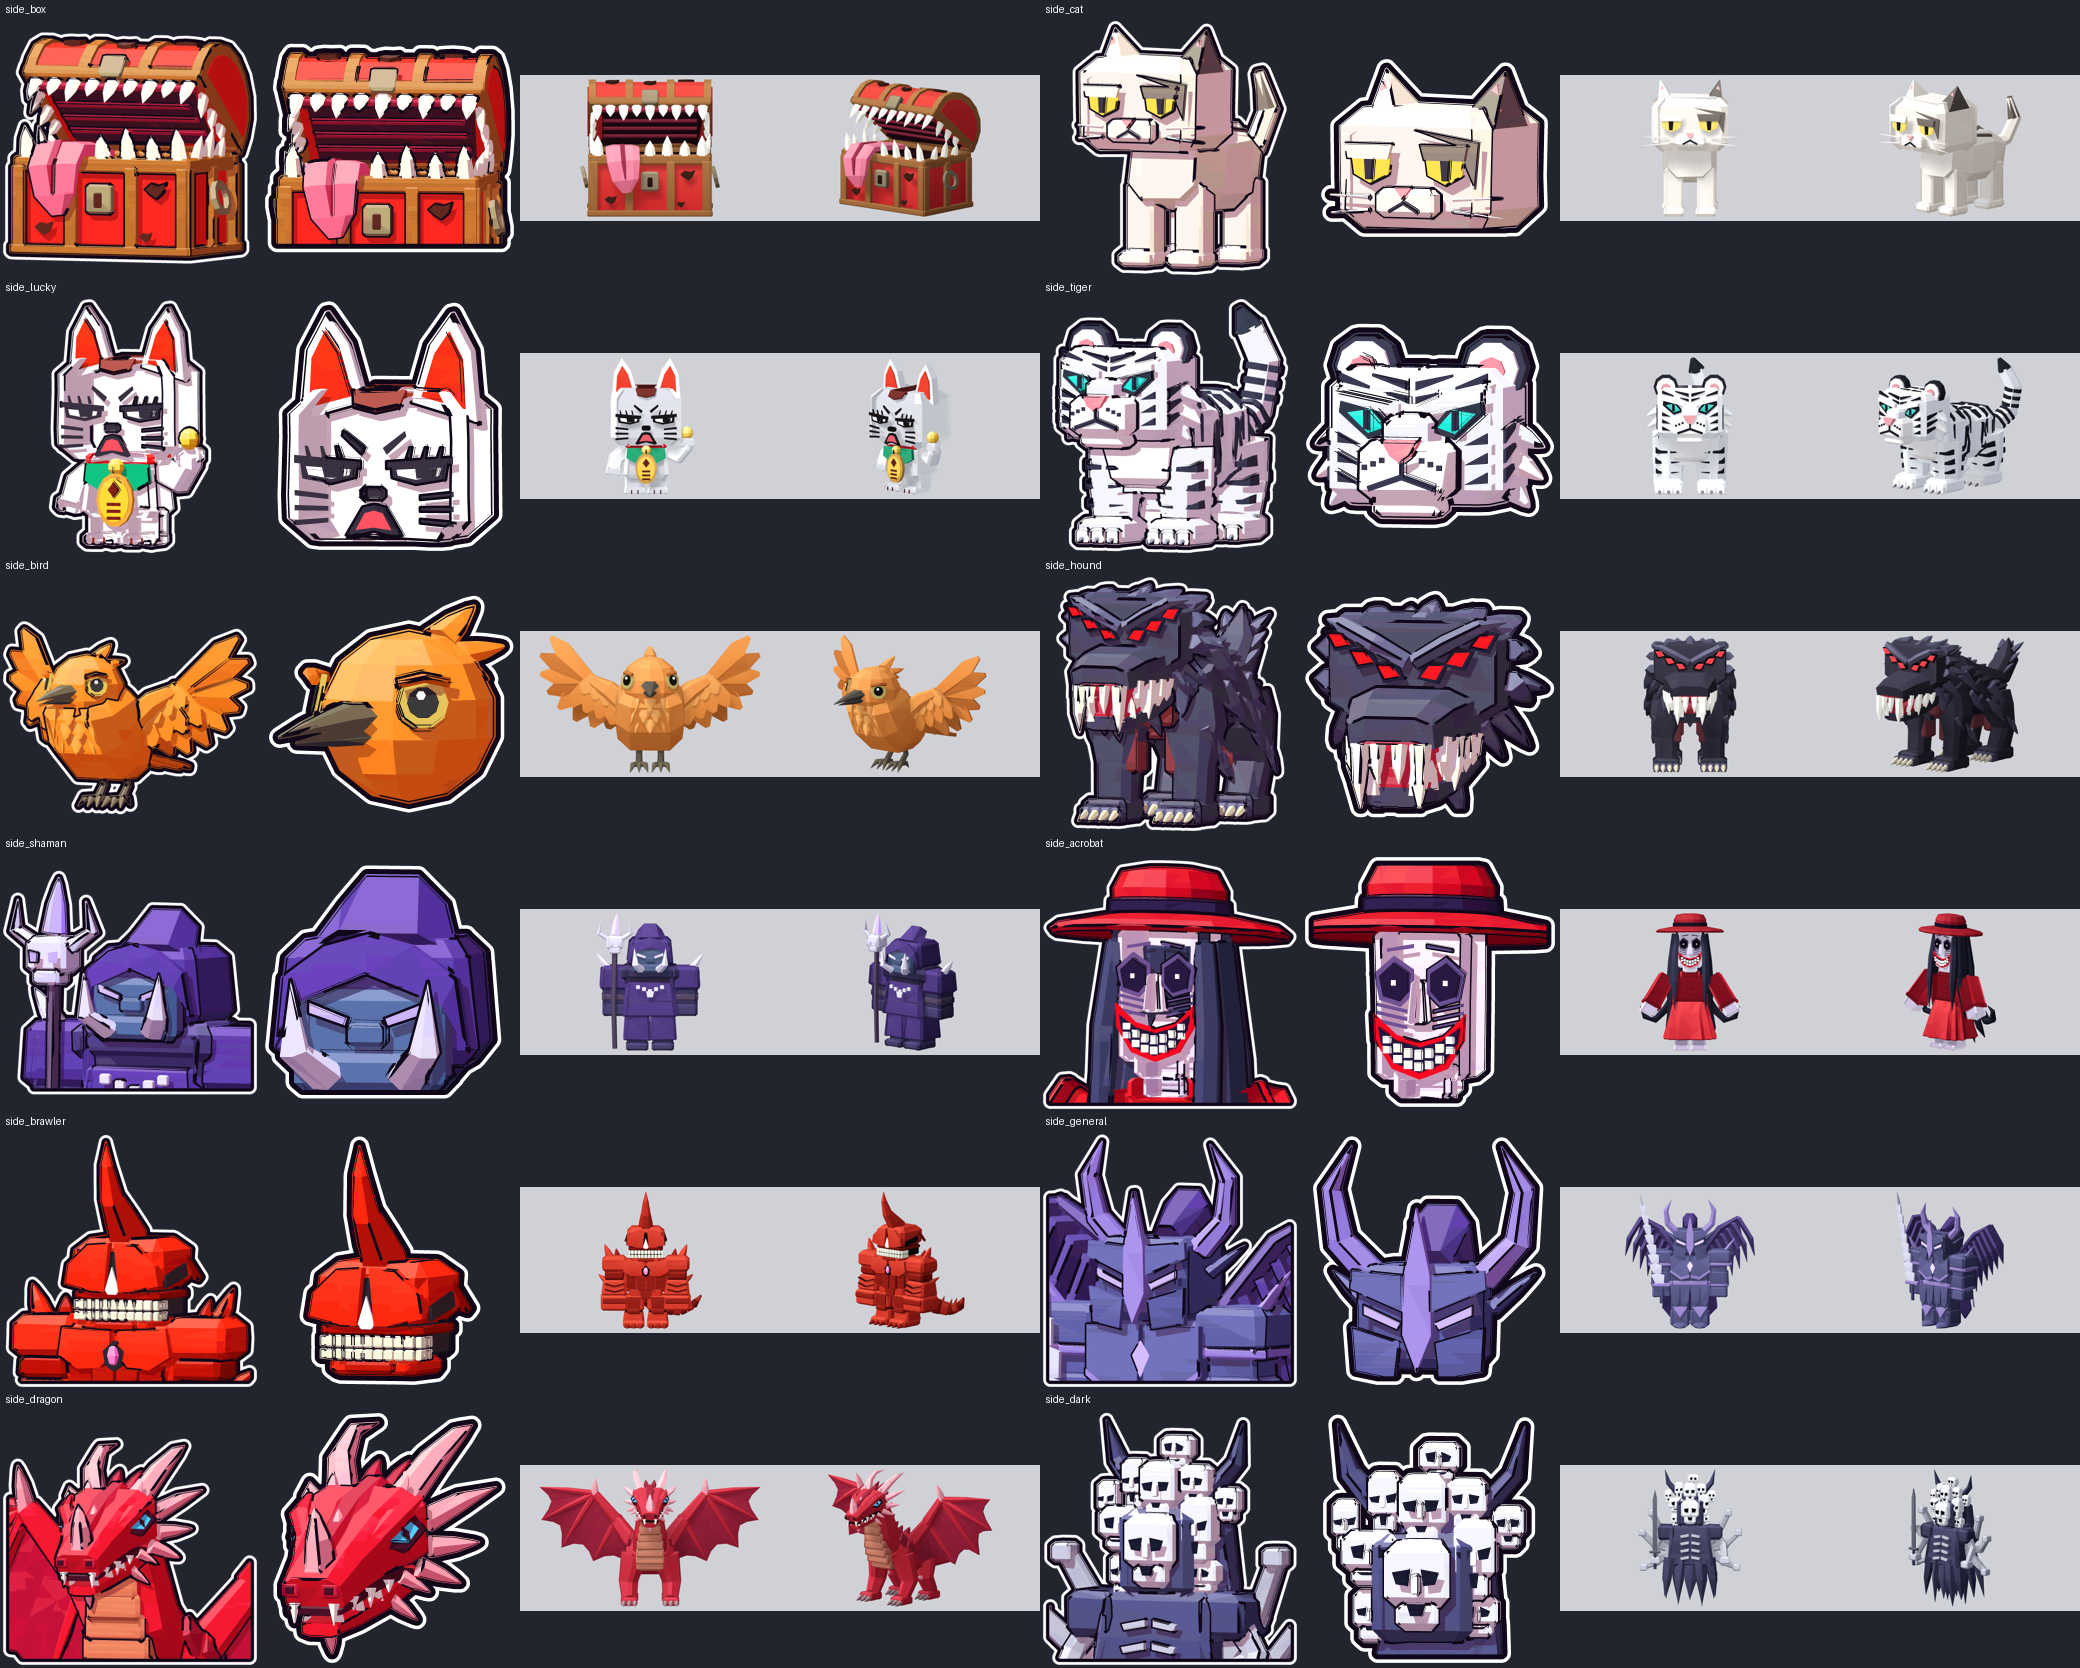 side_box
side_cat
side_lucky
side_tiger
side_bird
side_hound
side_shaman
side_acrobat
side_brawler
side_general
side_dragon
side_dark